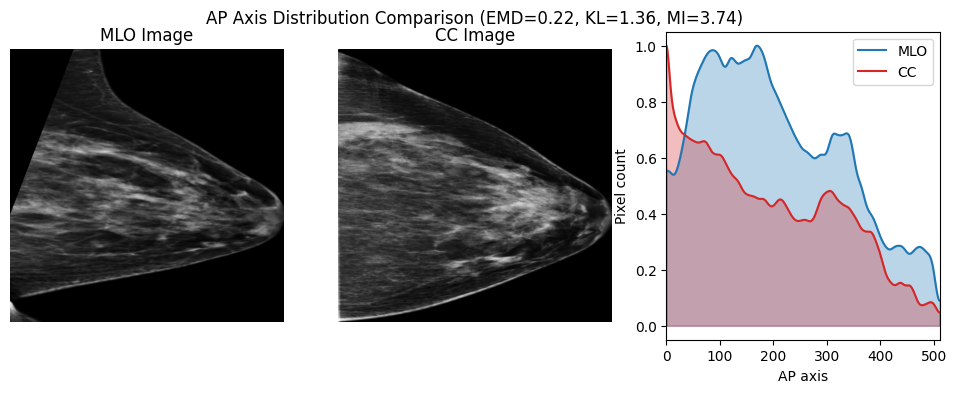 AP Axis Distribution Comparison (EMD=0.22, KL=1.36, MI=3.74)
MLO Image
CC Image
MLO
CC
Pixel count
1.0
0.8
0.6
0.4
0.2
0.0
0 100 200 300 400 500
AP axis